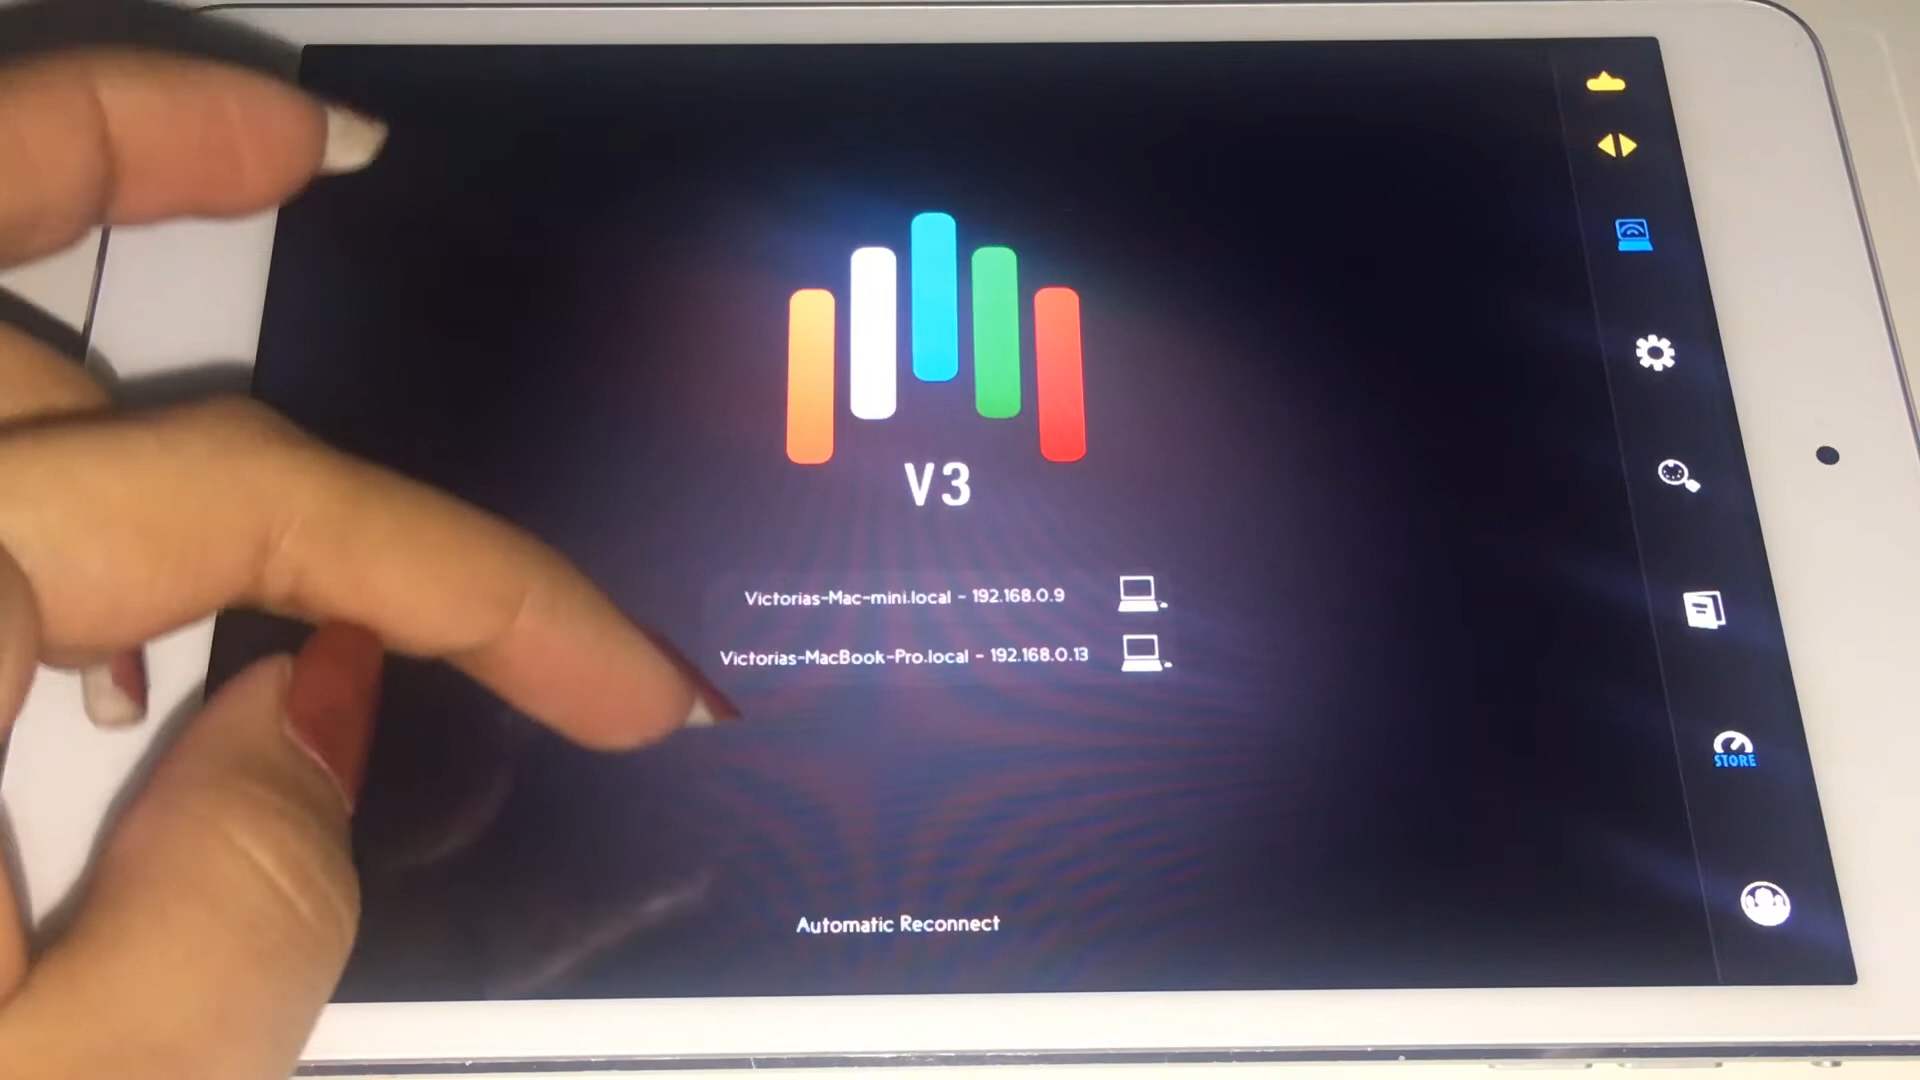 V3
Victorias-Mac-mini.local - 192.168.0.9
Victorias-MacBook-Pro.local - 192.168.0.13
STORE
Automatic Reconnect